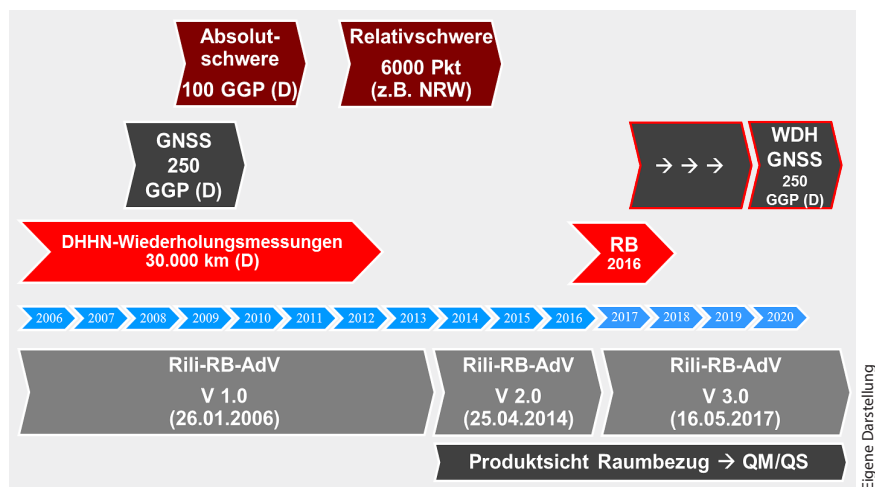 Absolut-
schwere
100 GGP (D)
Relativschwere
6000 Pkt
(z.B. NRW)
GNSS
250
GGP (D)
→ → →
WDH
GNSS
250
GGP (D)
DHHN-Wiederholungsmessungen
30.000 km (D)
RB
2016
2006 2007 2008 2009 2010 2011 2012 2013 2014 2015 2016 2017 2018 2019 2020
Rili-RB-AdV
V 1.0
(26.01.2006)
Rili-RB-AdV
V 2.0
(25.04.2014)
Rili-RB-AdV
V 3.0
(16.05.2017)
Produktsicht Raumbezug → QM/QS
Eigene Darstellung